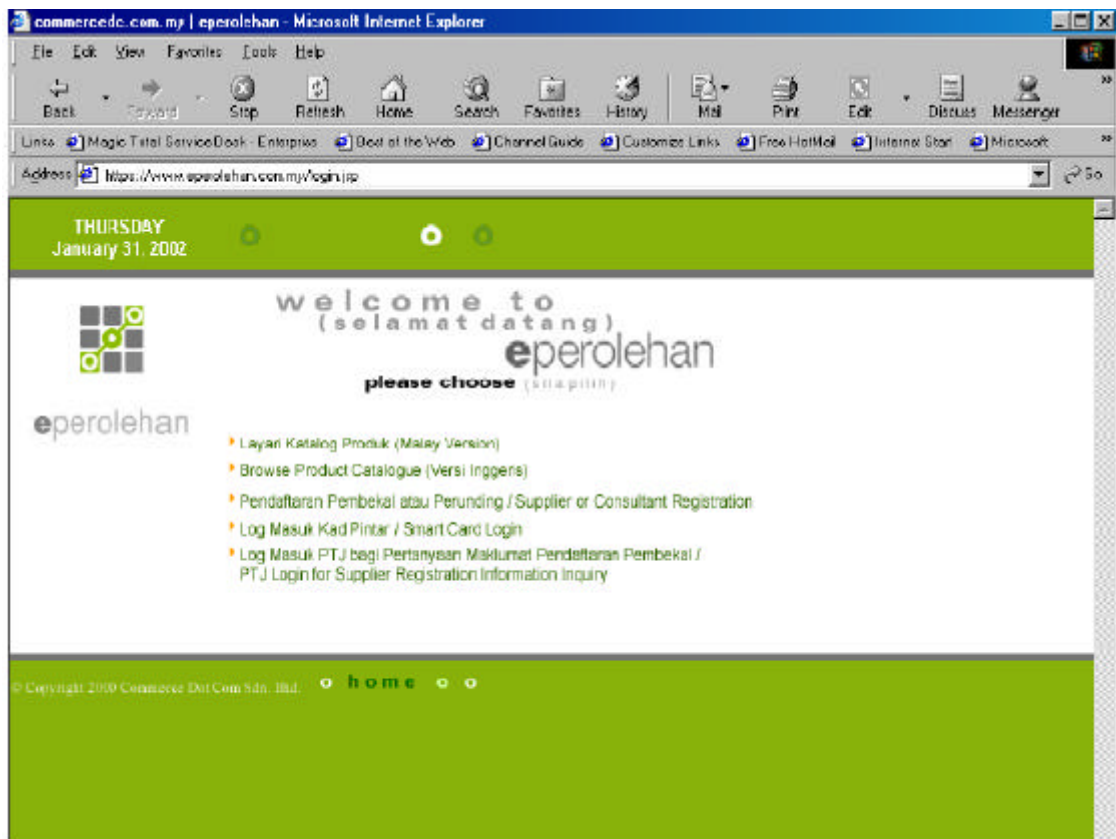 commercedc.com.my | eperolehan - Microsoft Internet Explorer
File Edit View Favorites Tools Help
Back Forward Stop Refresh Home Search Favorites History Mail Print Edit Discuss Messenger
Links Magic Total Service Desk - Enterprise Best of the Web Channel Guide Customize Links Free HotMail Internet Start Microsoft
Address https://www.eperolehan.com.my/login.jsp Go
THURSDAY
January 31, 2002
welcome to
(selamat datang)
eperolehan
please choose
eperolehan
Layari Katalog Produk (Malay Version)
Browse Product Catalogue (Versi Inggeris)
Pendaftaran Pembekal atau Perunding / Supplier or Consultant Registration
Log Masuk Kad Pintar / Smart Card Login
Log Masuk PTJ bagi Pertanyaan Maklumat Pendaftaran Pembekal /
PTJ Login for Supplier Registration Information Inquiry
© Copyright 2000 Commerce Dot Com Sdn. Bhd. home